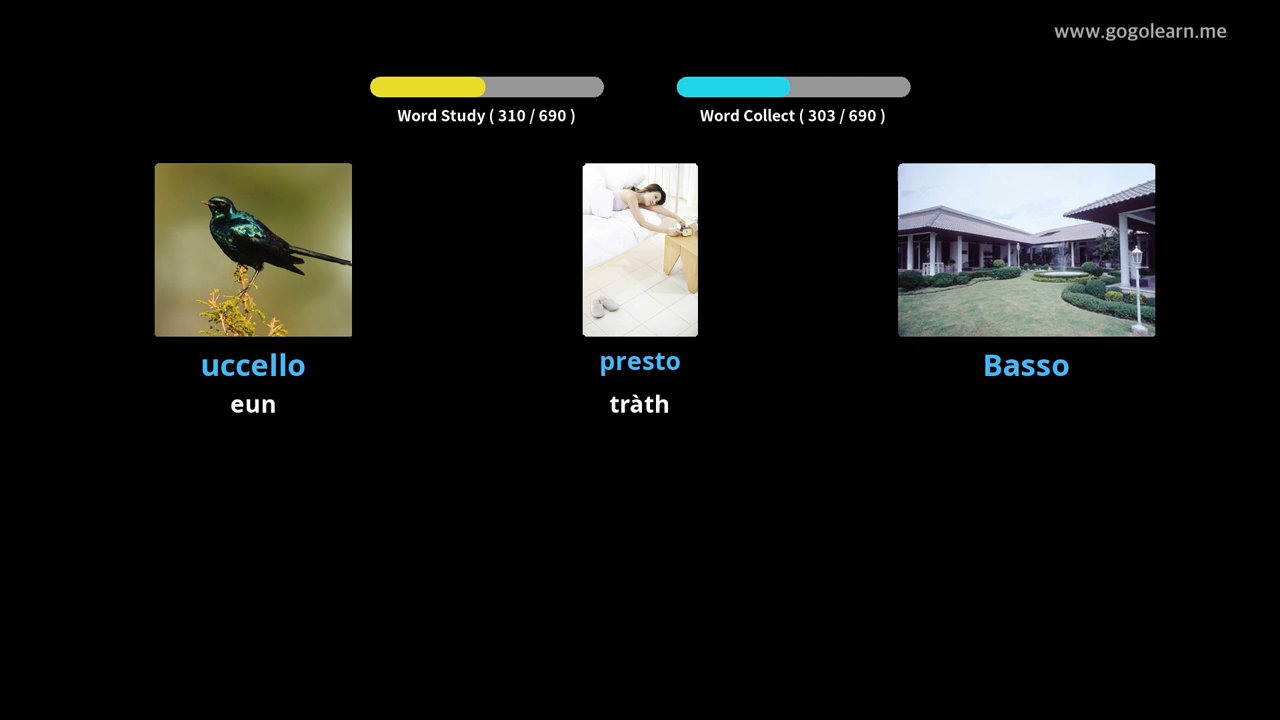 www.gogolearn.me
Word Study ( 310 / 690 )
Word Collect ( 303 / 690 )
uccello
eun
presto
tràth
Basso